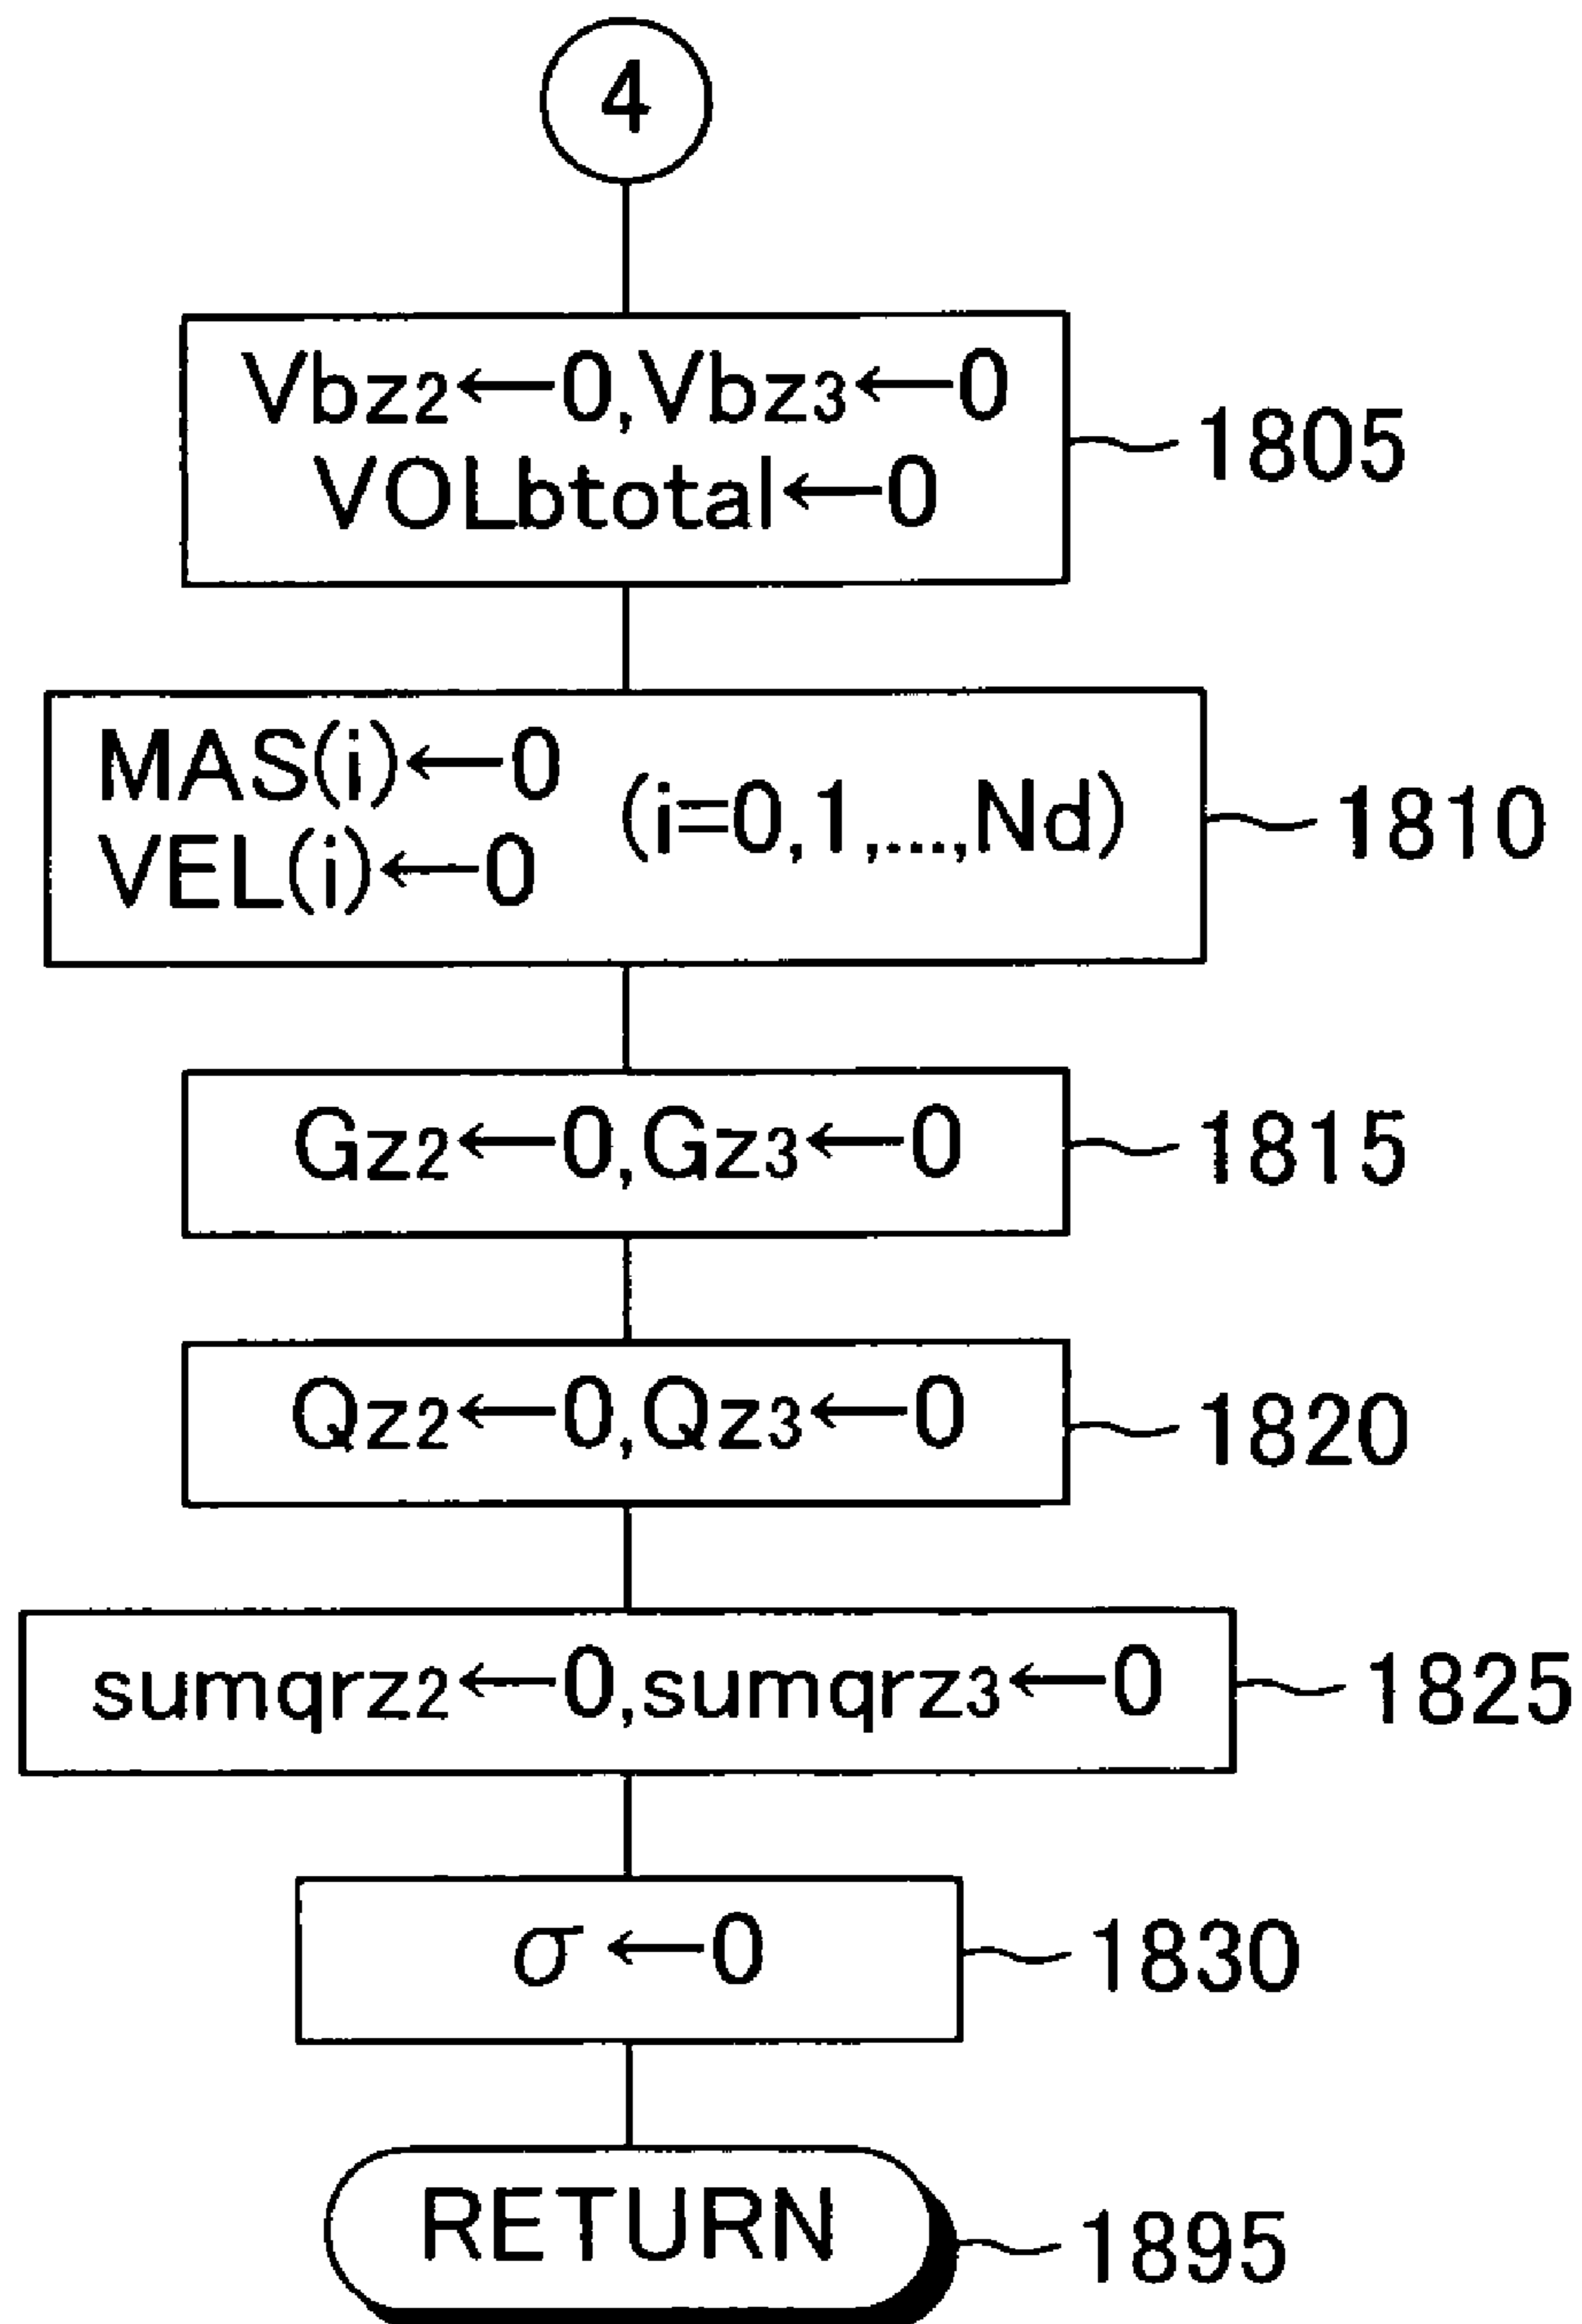 4
Vbz2←0,Vbz3←0
VOLbtotal←0
1805
MAS(i)←0
(i=0,1,...,Nd)
VEL(i)←0
1810
Gz2←0,Gz3←0
1815
Qz2←0,Qz3←0
1820
sumqrz2←0,sumqrz3←0
1825
σ←0
1830
RETURN
1895